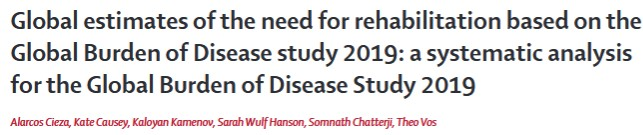 Global estimates of the need for rehabilitation based on the
Global Burden of Disease study 2019: a systematic analysis
for the Global Burden of Disease Study 2019
Alarcos Cieza, Kate Causey, Kaloyan Kamenov, Sarah Wulf Hanson, Somnath Chatterji, Theo Vos